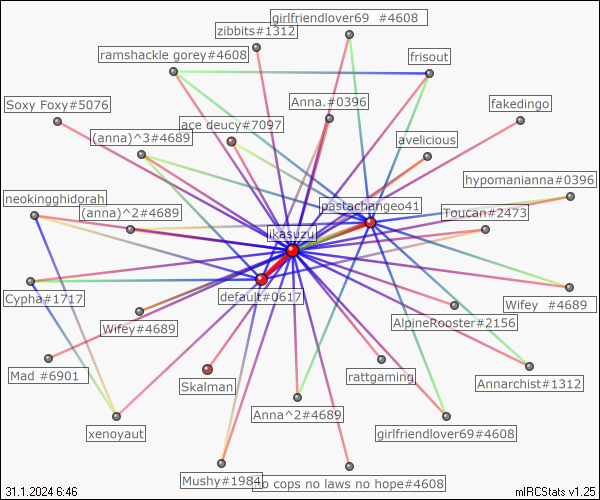 girlfriendlover69 #4608
zibbits#1312
ramshackle gorey#4608
frisout
Soxy Foxy#5076
Anna.#0396
fakedingo
ace deucy#7097
(anna)^3#4689
avelicious
hypomanianna#0396
neokingghidorah
(anna)^2#4689
pastachangeo41
Toucan#2473
ikasuzu
Cypha#1717
default#0617
Wifey #4689
Wifey#4689
AlpineRooster#2156
Mad #6901
Skalman
rattgaming
Annarchist#1312
Anna^2#4689
xenoyaut
girlfriendlover69#4608
Mushy#1984
no cops no laws no hope#4608
31.1.2024 6:46
mIRCStats v1.25